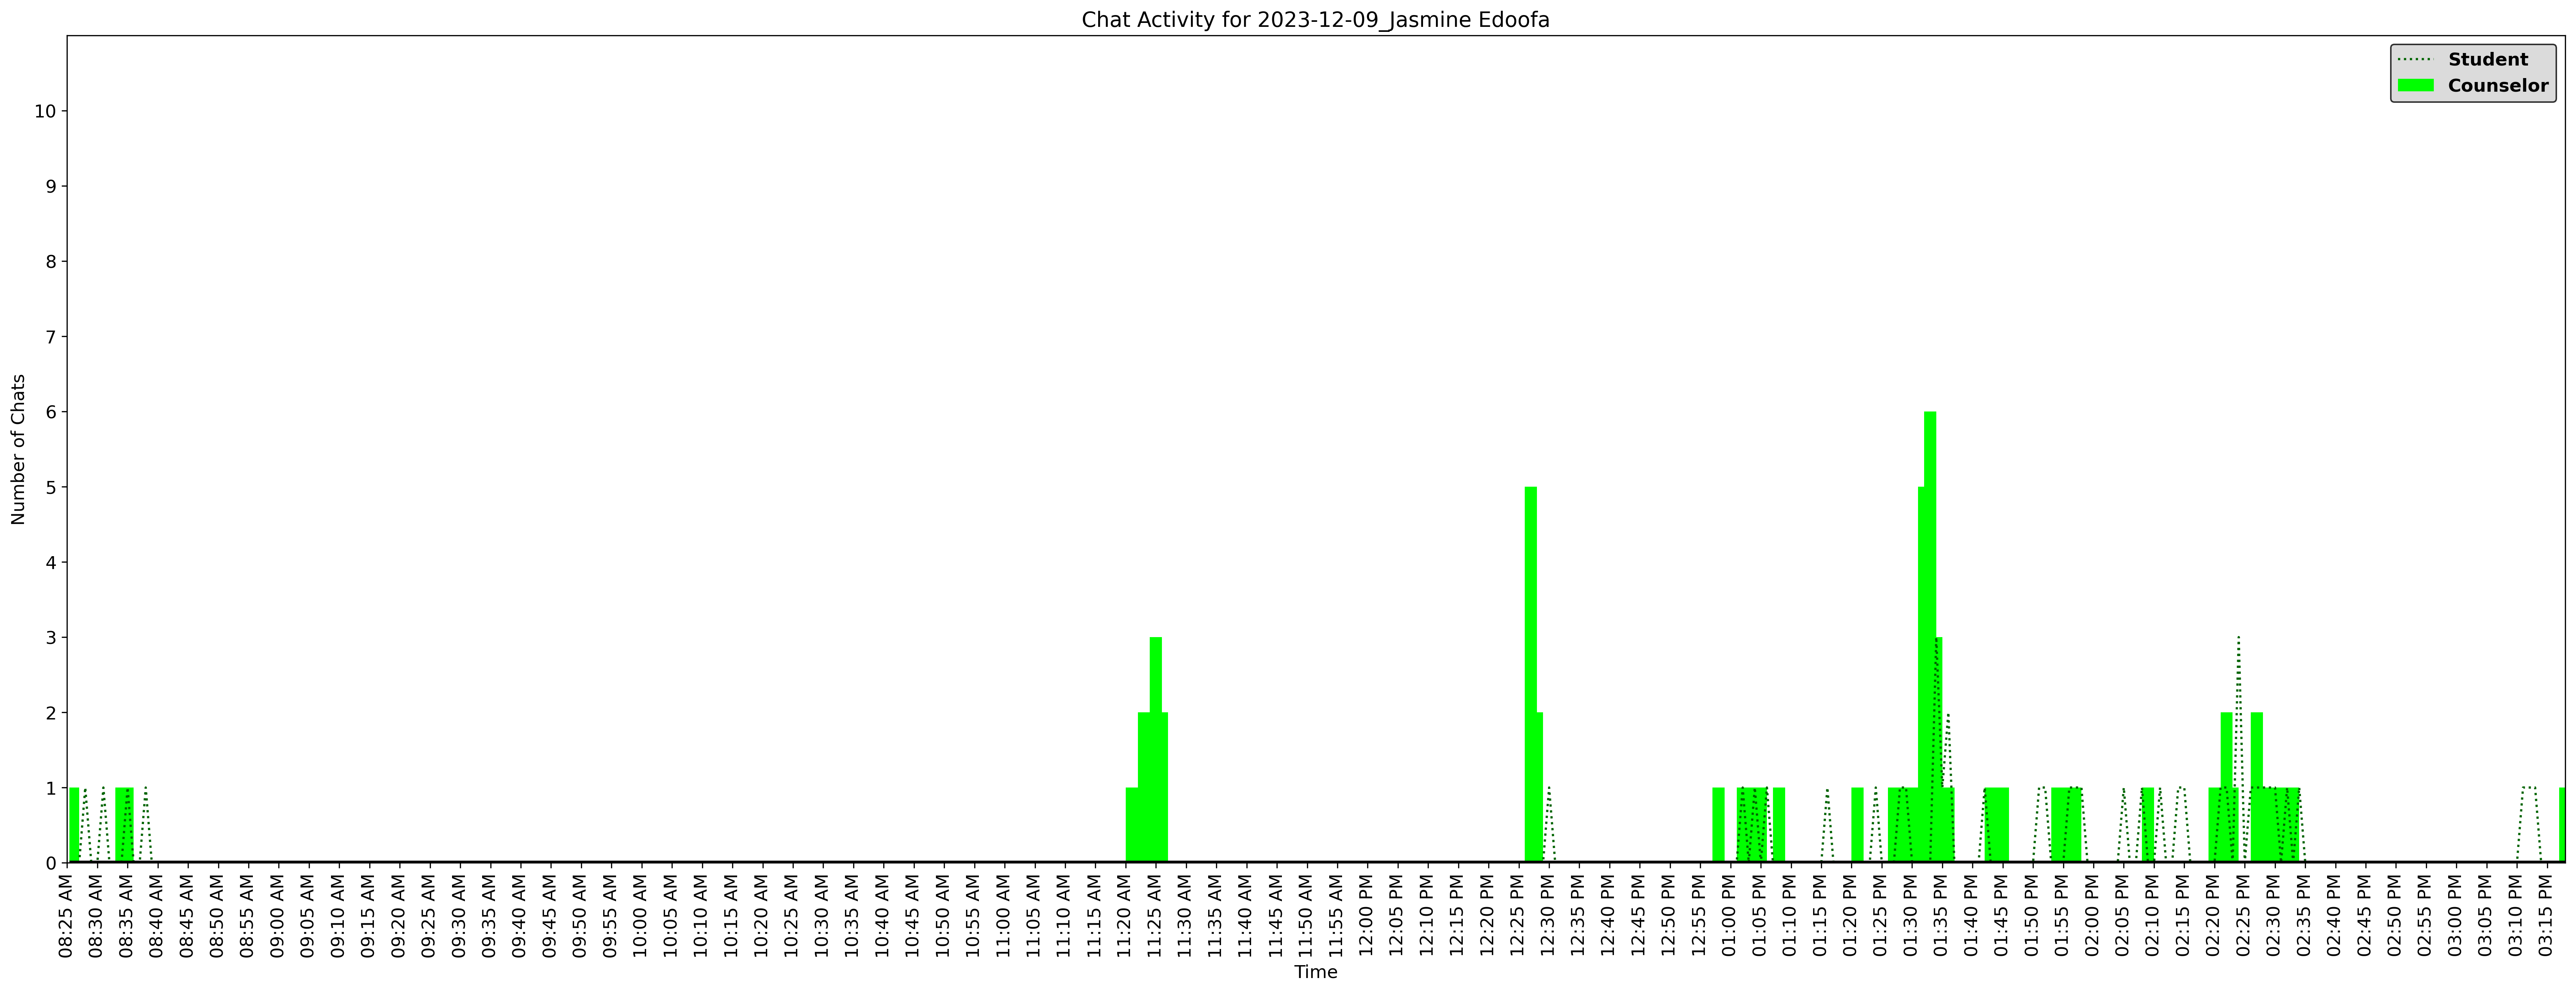 Chat Activity for 2023-12-09_Jasmine Edoofa
Student
Counselor
Number of Chats
10
9
8
7
6
5
4
3
2
1
0
08:25 AM
08:30 AM
08:35 AM
08:40 AM
08:45 AM
08:50 AM
08:55 AM
09:00 AM
09:05 AM
09:10 AM
09:15 AM
09:20 AM
09:25 AM
09:30 AM
09:35 AM
09:40 AM
09:45 AM
09:50 AM
09:55 AM
10:00 AM
10:05 AM
10:10 AM
10:15 AM
10:20 AM
10:25 AM
10:30 AM
10:35 AM
10:40 AM
10:45 AM
10:50 AM
10:55 AM
11:00 AM
11:05 AM
11:10 AM
11:15 AM
11:20 AM
11:25 AM
11:30 AM
11:35 AM
11:40 AM
11:45 AM
11:50 AM
11:55 AM
12:00 PM
12:05 PM
12:10 PM
12:15 PM
12:20 PM
12:25 PM
12:30 PM
12:35 PM
12:40 PM
12:45 PM
12:50 PM
12:55 PM
01:00 PM
01:05 PM
01:10 PM
01:15 PM
01:20 PM
01:25 PM
01:30 PM
01:35 PM
01:40 PM
01:45 PM
01:50 PM
01:55 PM
02:00 PM
02:05 PM
02:10 PM
02:15 PM
02:20 PM
02:25 PM
02:30 PM
02:35 PM
02:40 PM
02:45 PM
02:50 PM
02:55 PM
03:00 PM
03:05 PM
03:10 PM
03:15 PM
Time